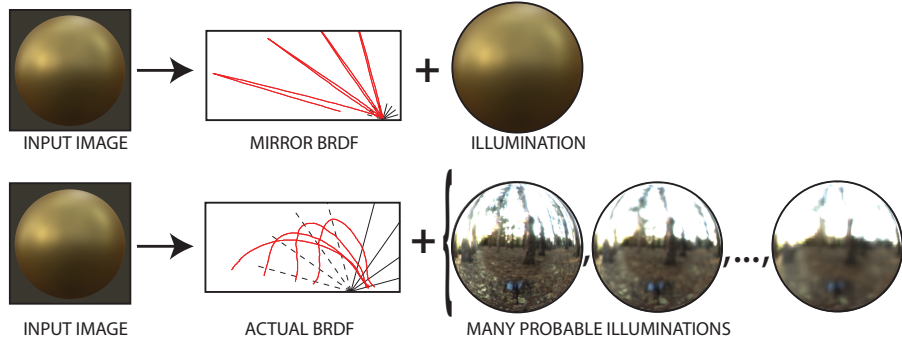 INPUT IMAGE
MIRROR BRDF
+
ILLUMINATION
INPUT IMAGE
ACTUAL BRDF
+ { , ,...,
MANY PROBABLE ILLUMINATIONS